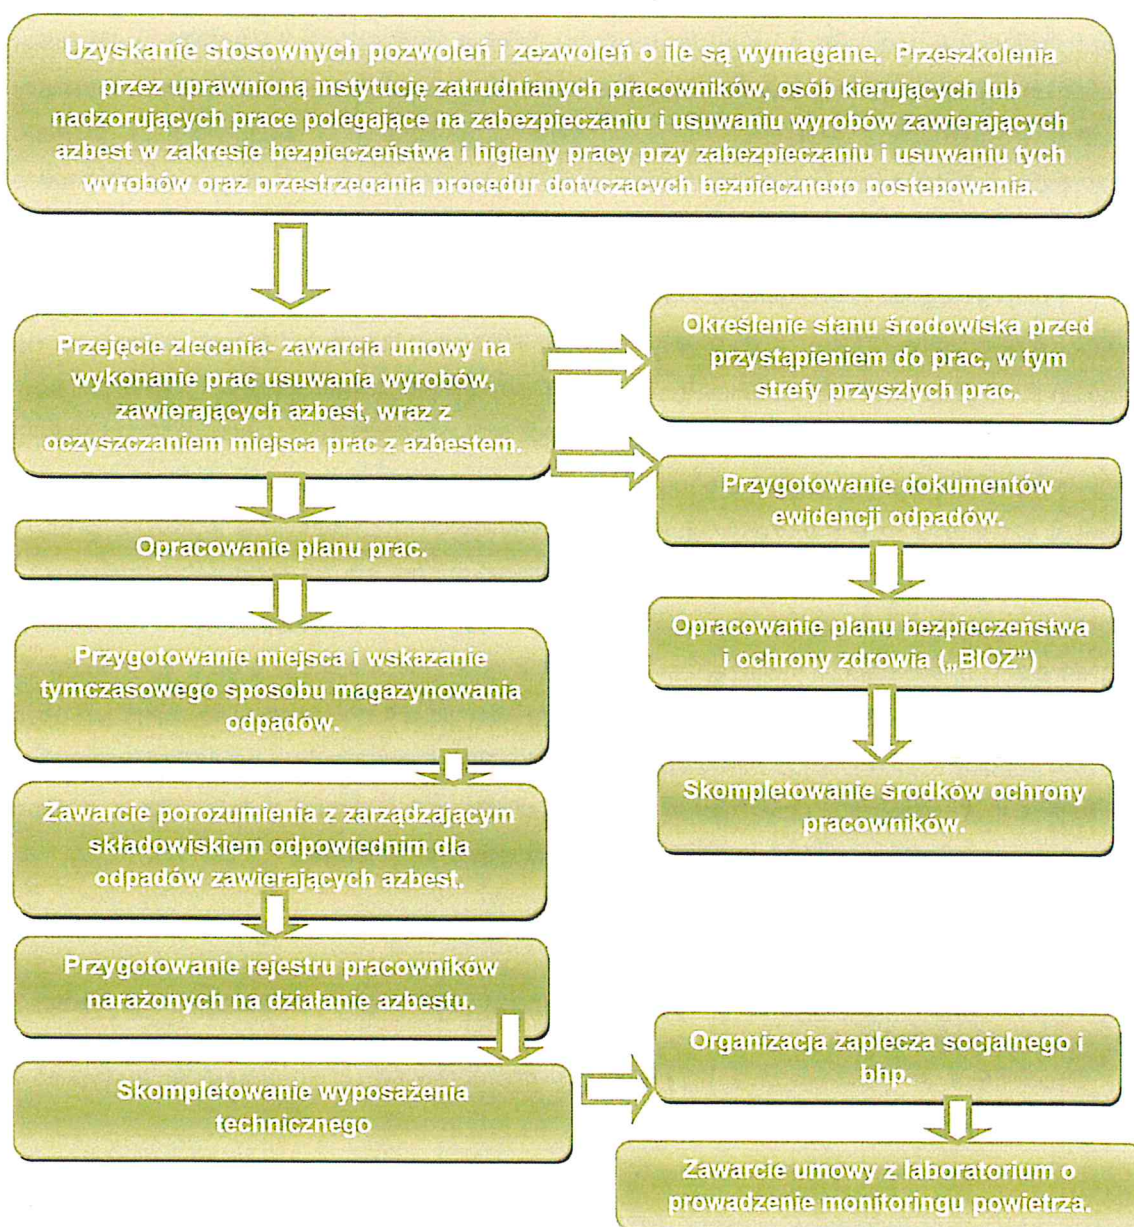 Uzyskanie stosownych pozwoleń i zezwoleń o ile są wymagane. Przeszkolenia
przez uprawnioną instytucję zatrudnianych pracowników, osób kierujących lub
nadzorujących prace polegające na zabezpieczaniu i usuwaniu wyrobów zawierających
azbest w zakresie bezpieczeństwa i higieny pracy przy zabezpieczaniu i usuwaniu tych
wyrobów oraz przestrzegania procedur dotyczących bezpiecznego postępowania.
Przejęcie zlecenia- zawarcia umowy na
wykonanie prac usuwania wyrobów,
zawierających azbest, wraz z
oczyszczaniem miejsca prac z azbestem.
Określenie stanu środowiska przed
przystąpieniem do prac, w tym
strefy przyszłych prac.
Przygotowanie dokumentów
ewidencji odpadów.
Opracowanie planu prac.
Opracowanie planu bezpieczeństwa
i ochrony zdrowia („BIOZ”)
Przygotowanie miejsca i wskazanie
tymczasowego sposobu magazynowania
odpadów.
Skompletowanie środków ochrony
pracowników.
Zawarcie porozumienia z zarządzającym
składowiskiem odpowiednim dla
odpadów zawierających azbest.
Przygotowanie rejestru pracowników
narażonych na działanie azbestu.
Skompletowanie wyposażenia
technicznego
Organizacja zaplecza socjalnego i
bhp.
Zawarcie umowy z laboratorium o
prowadzenie monitoringu powietrza.